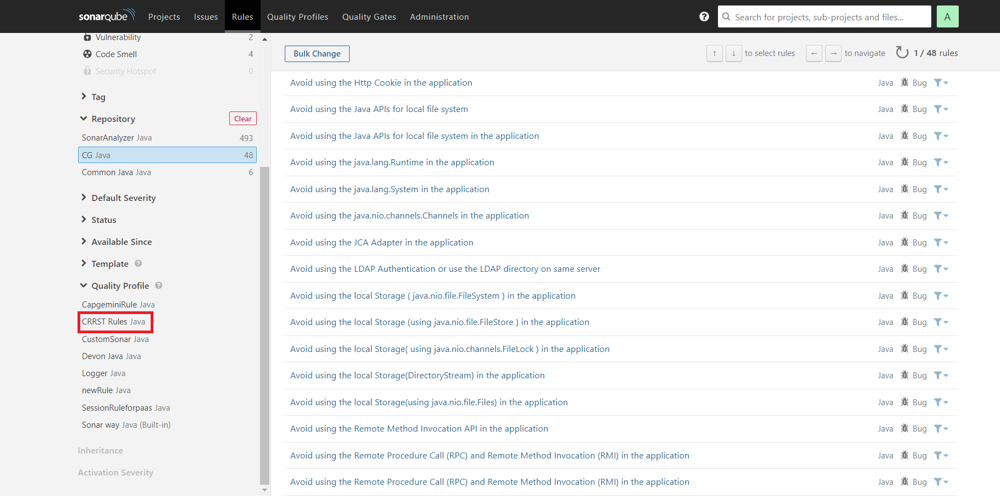 sonarqube Projects Issues Rules Quality Profiles Quality Gates Administration ? Search for projects, sub-projects and files... A
Vulnerability 2
Code Smell 4
Security Hotspot 0
Tag
Repository Clear
SonarAnalyzer Java 493
CG Java 48
Common Java Java 6
Default Severity
Status
Available Since
Template ?
Quality Profile ?
CapgeminiRule Java
CRRST Rules Java
CustomSonar Java
Devon Java Java
Logger Java
newRule Java
SessionRuleforpaas Java
Sonar way Java (Built-in)
Inheritance
Activation Severity
Bulk Change ↑ ↓ to select rules ← → to navigate 1 / 48 rules
Avoid using the Http Cookie in the application Java Bug
Avoid using the Java APIs for local file system Java Bug
Avoid using the Java APIs for local file system in the application Java Bug
Avoid using the java.lang.Runtime in the application Java Bug
Avoid using the java.lang.System in the application Java Bug
Avoid using the java.nio.channels.Channels in the application Java Bug
Avoid using the JCA Adapter in the application Java Bug
Avoid using the LDAP Authentication or use the LDAP directory on same server Java Bug
Avoid using the local Storage ( java.nio.file.FileSystem ) in the application Java Bug
Avoid using the local Storage (using java.nio.file.FileStore ) in the application Java Bug
Avoid using the local Storage( using java.nio.channels.FileLock ) in the application Java Bug
Avoid using the local Storage(DirectoryStream) in the application Java Bug
Avoid using the local Storage(using java.nio.file.Files) in the application Java Bug
Avoid using the Remote Method Invocation API in the application Java Bug
Avoid using the Remote Procedure Call (RPC) and Remote Method Invocation (RMI) in the application Java Bug
Avoid using the Remote Procedure Call (RPC) and Remote Method Invocation (RMI) in the application Java Bug